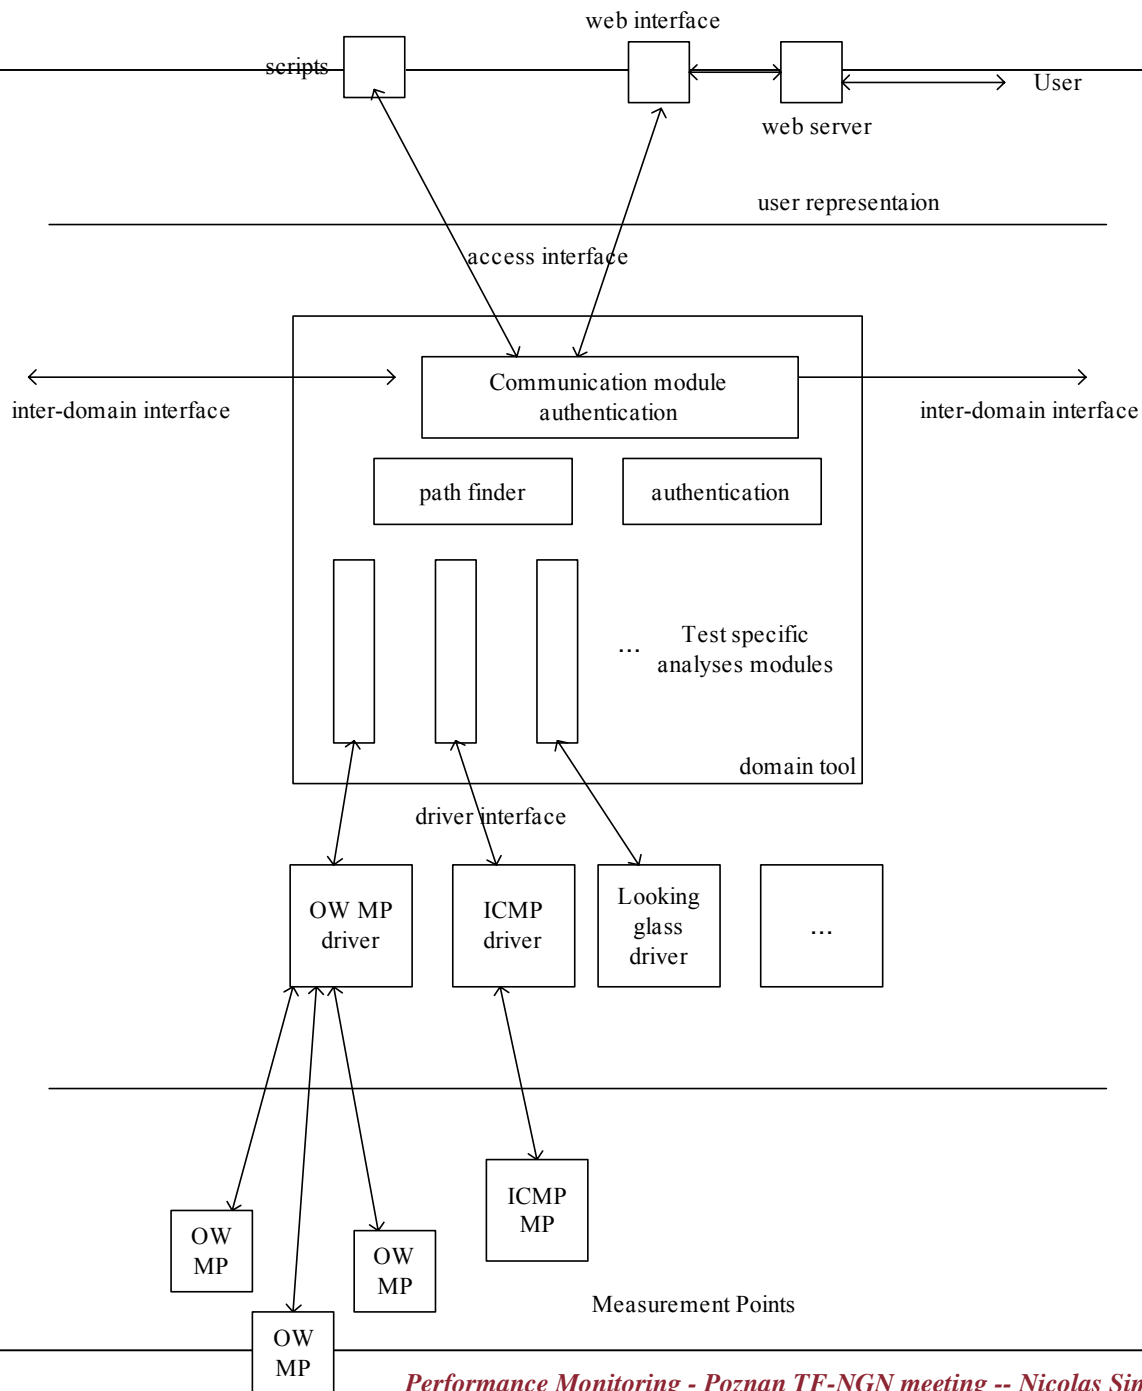 web interface
scripts
User
web server
user representaion
access interface
Communication module
authentication
inter-domain interface
inter-domain interface
path finder
authentication
... Test specific
analyses modules
domain tool
driver interface
OW MP
driver
ICMP
driver
Looking
glass
driver
...
ICMP
MP
OW
MP
OW
MP
Measurement Points
OW
MP
Performance Monitoring - Poznan TF-NGN meeting -- Nicolas